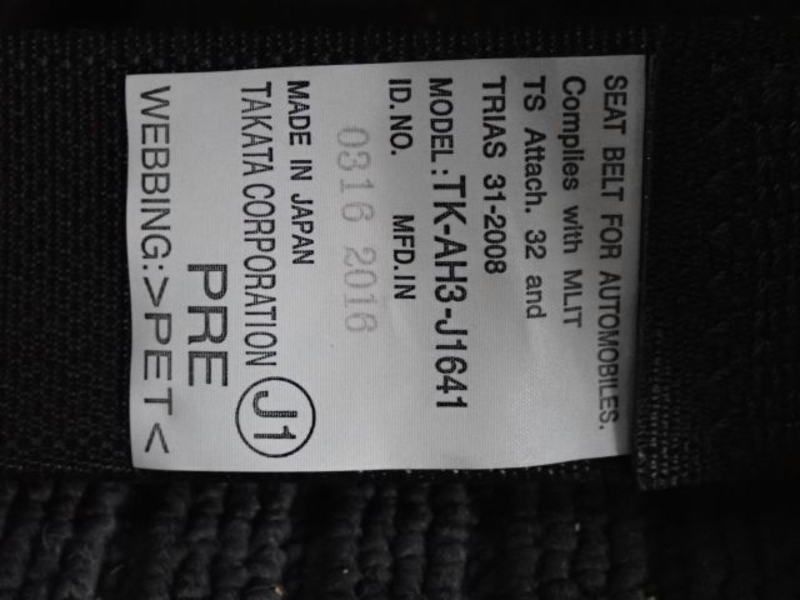 SEAT BELT FOR AUTOMOBILES.
Complies with MLIT
TS Attach. 32 and
TRIAS 31-2008
MODEL:TK-AH3-J1641
ID.NO. MFD.IN
0316 2016
MADE IN JAPAN
TAKATA CORPORATION J1
PRE
WEBBING:>PET<